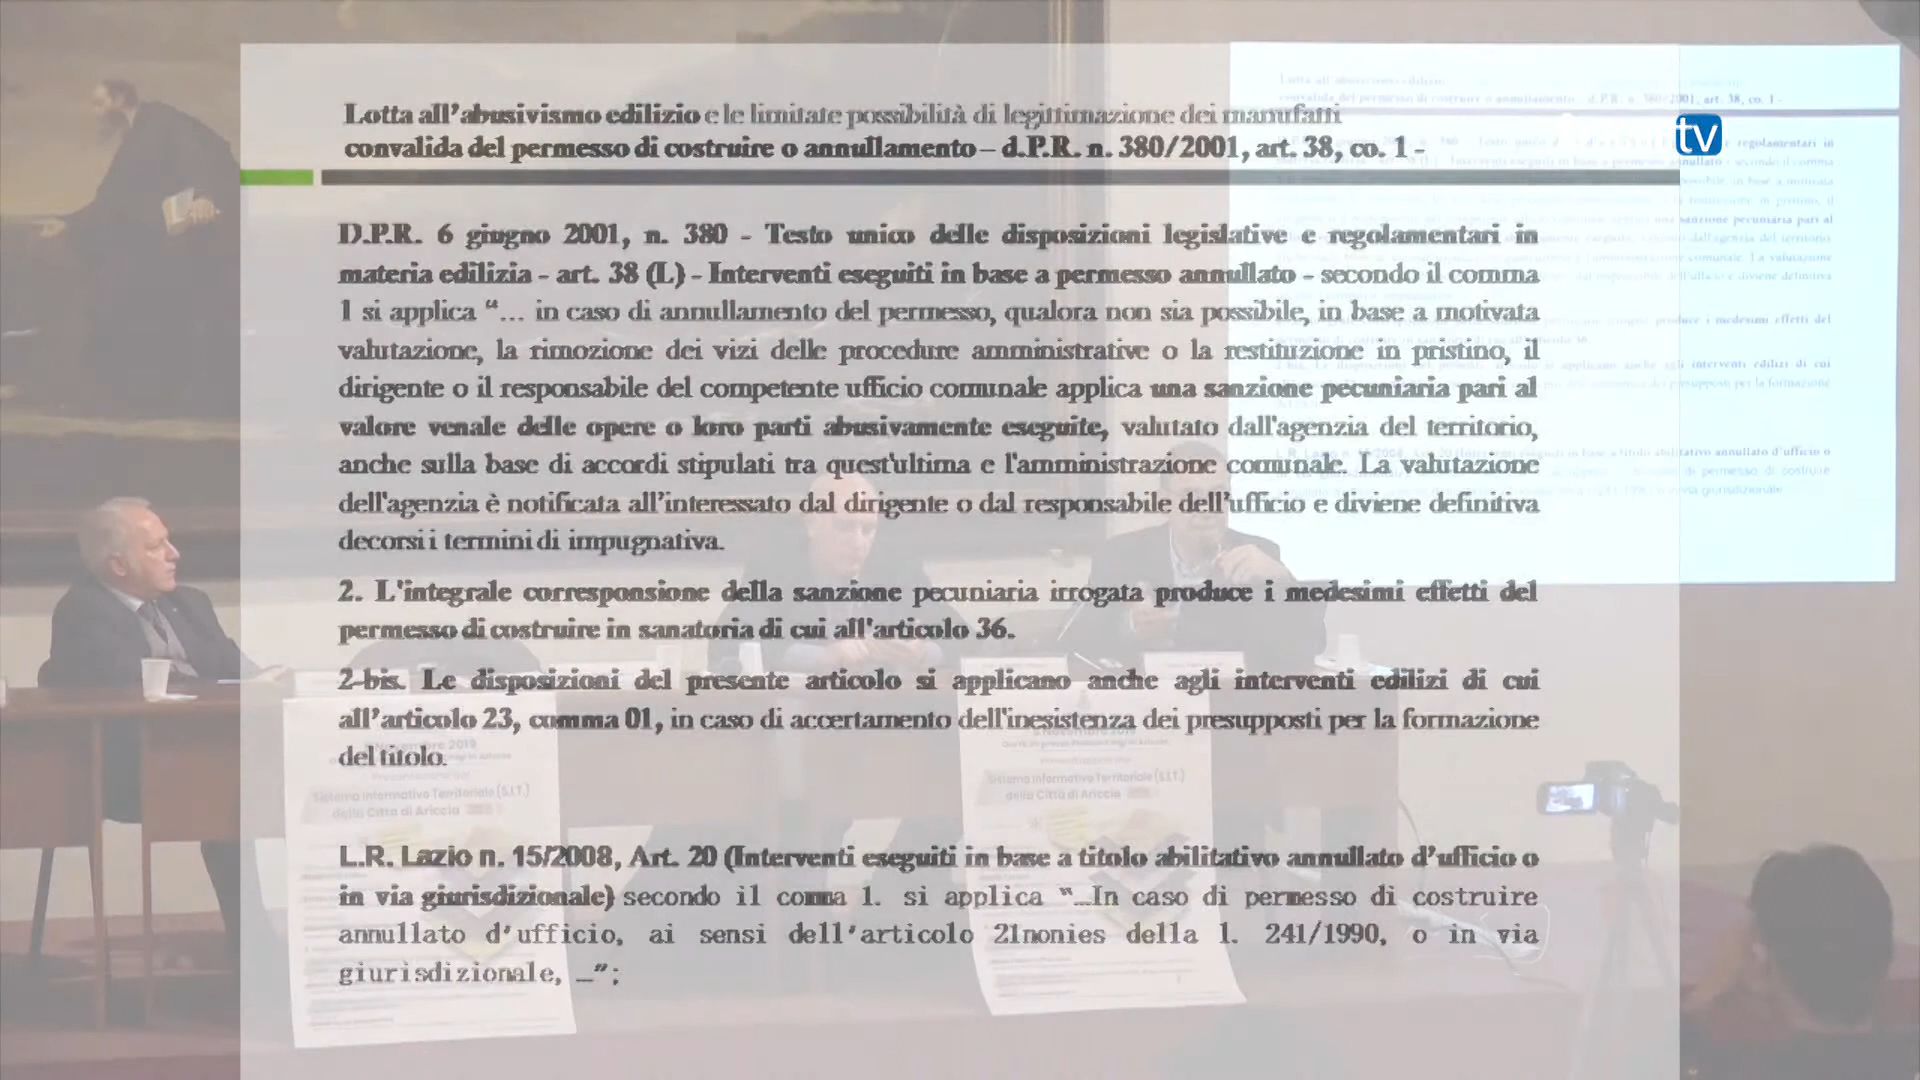 Lotta all'abusivismo edilizio e le limitate possibilità di legittimazione dei manufatti
convalida del permesso di costruire o annullamento – d.P.R. n. 380/2001, art. 38, co. 1 -
tv
D.P.R. 6 giugno 2001, n. 380 - Testo unico delle disposizioni legislative e regolamentari in
materia edilizia - art. 38 (L) - Interventi eseguiti in base a permesso annullato - secondo il comma
1 si applica “… in caso di annullamento del permesso, qualora non sia possibile, in base a motivata
valutazione, la rimozione dei vizi delle procedure amministrative o la restituzione in pristino, il
dirigente o il responsabile del competente ufficio comunale applica una sanzione pecuniaria pari al
valore venale delle opere o loro parti abusivamente eseguite, valutato dall'agenzia del territorio,
anche sulla base di accordi stipulati tra quest'ultima e l'amministrazione comunale. La valutazione
dell'agenzia è notificata all’interessato dal dirigente o dal responsabile dell’ufficio e diviene definitiva
decorsi i termini di impugnativa.
2. L'integrale corresponsione della sanzione pecuniaria irrogata produce i medesimi effetti del
permesso di costruire in sanatoria di cui all'articolo 36.
2-bis. Le disposizioni del presente articolo si applicano anche agli interventi edilizi di cui
all’articolo 23, comma 01, in caso di accertamento dell'inesistenza dei presupposti per la formazione
del titolo.
L.R. Lazio n. 15/2008, Art. 20 (Interventi eseguiti in base a titolo abilitativo annullato d’ufficio o
in via giurisdizionale) secondo il comma 1. si applica “…In caso di permesso di costruire
annullato d’ufficio, ai sensi dell’articolo 21nonies della l. 241/1990, o in via
giurisdizionale, …”;
Novembre 2019
Sistema Informativo Territoriale (S.I.T.)
della Città di Ariccia
Novembre 2019
Sistema Informativo Territoriale (S.I.T.)
della Città di Ariccia